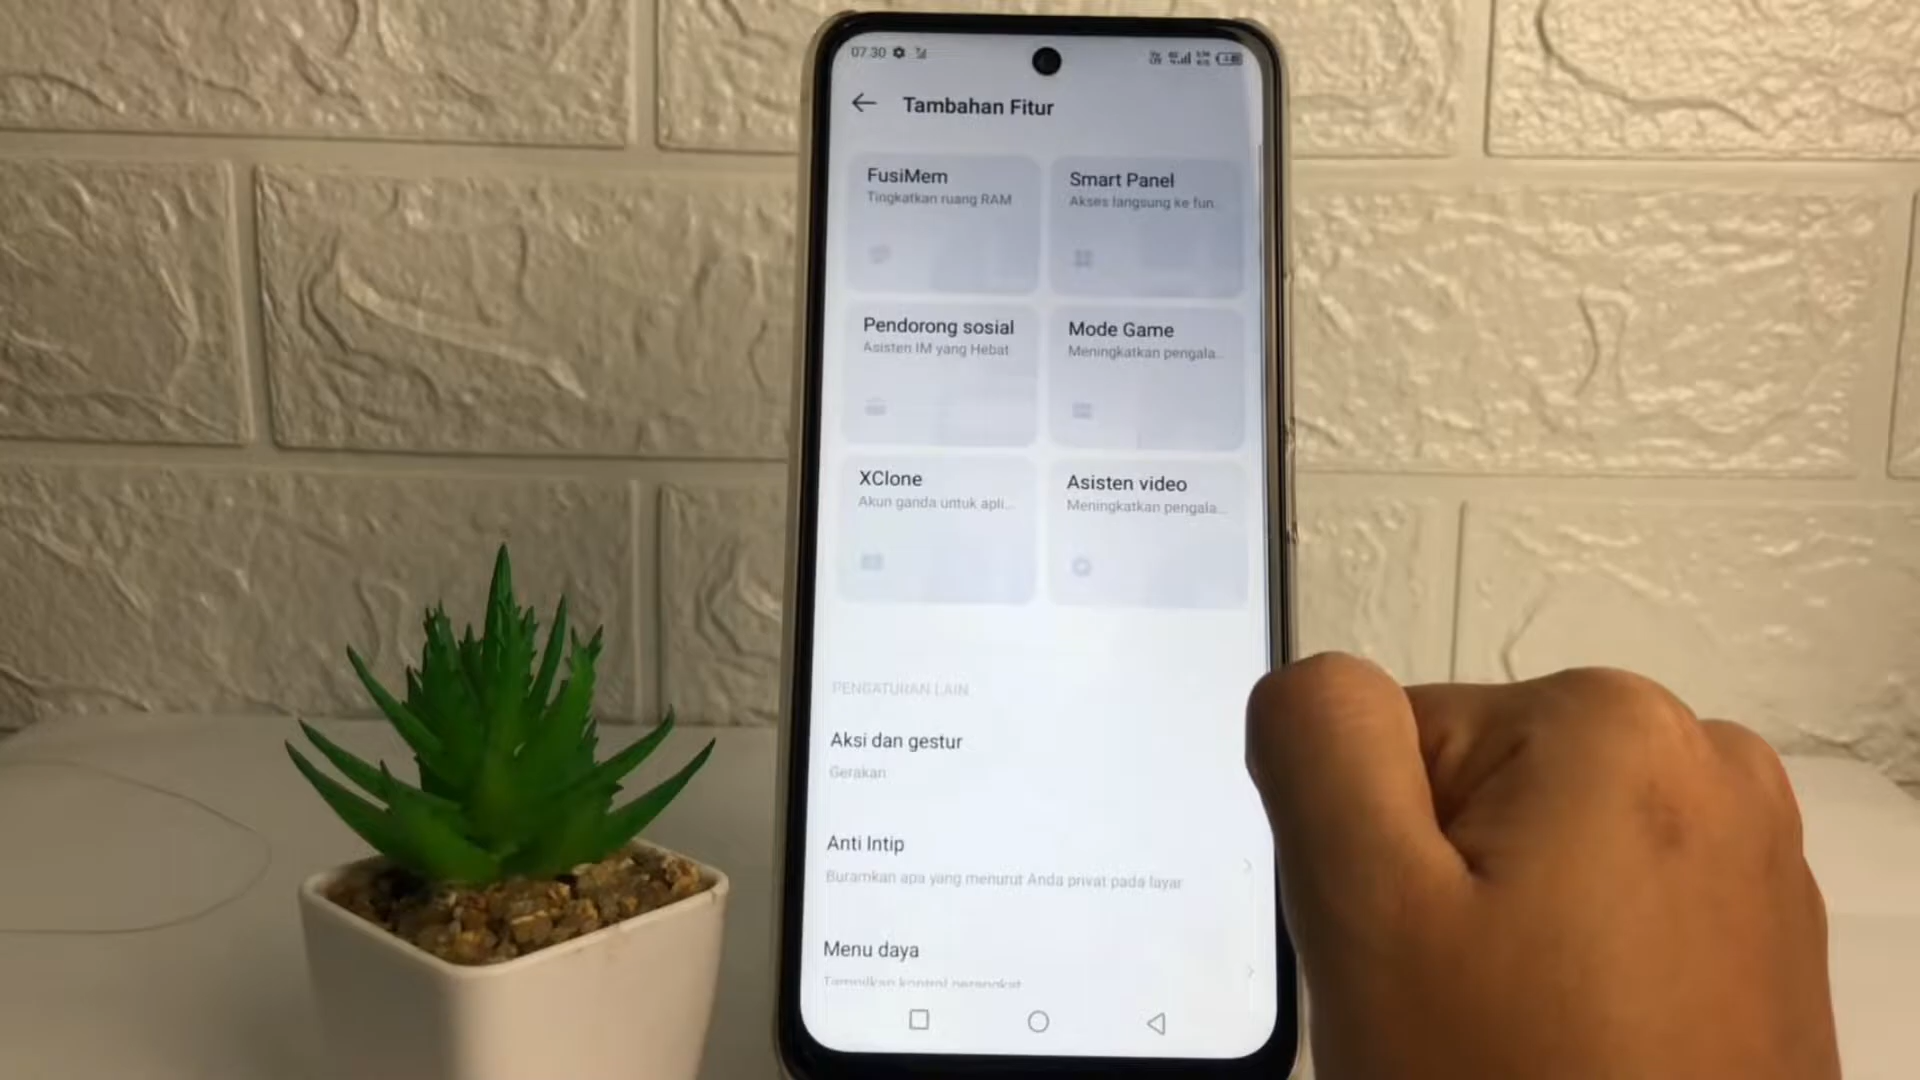 07.30
Tambahan Fitur
FusiMem
Tingkatkan ruang RAM
Smart Panel
Akses langsung ke fun
Pendorong sosial
Asisten IM yang Hebat
Mode Game
Meningkatkan pengala...
XClone
Akun ganda untuk apli...
Asisten video
Meningkatkan pengala...
PENGATURAN LAIN
Aksi dan gestur
Gerakan
Anti Intip
Buramkan apa yang menurut Anda privat pada layar
Menu daya
Tampilkan kontrol perangkat